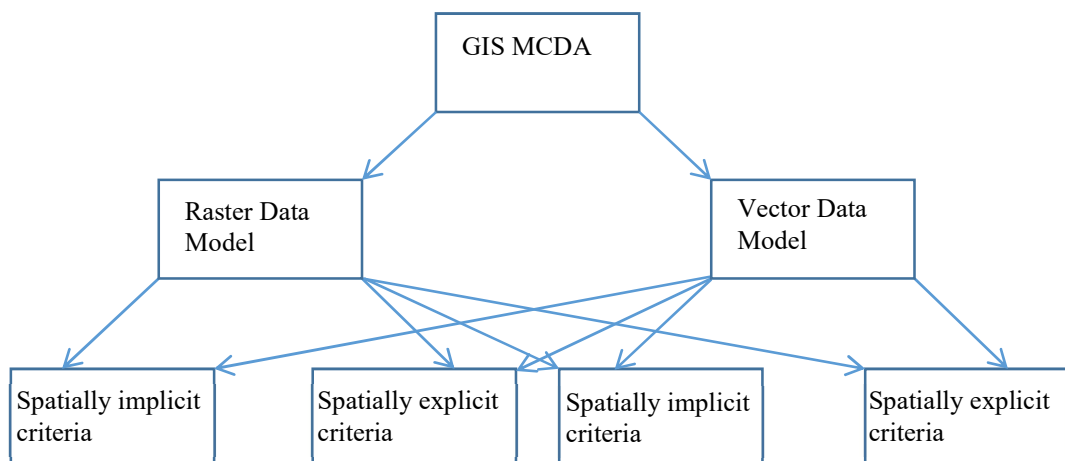 GIS MCDA
Raster Data
Model
Vector Data
Model
Spatially implicit
criteria
Spatially explicit
criteria
Spatially implicit
criteria
Spatially explicit
criteria